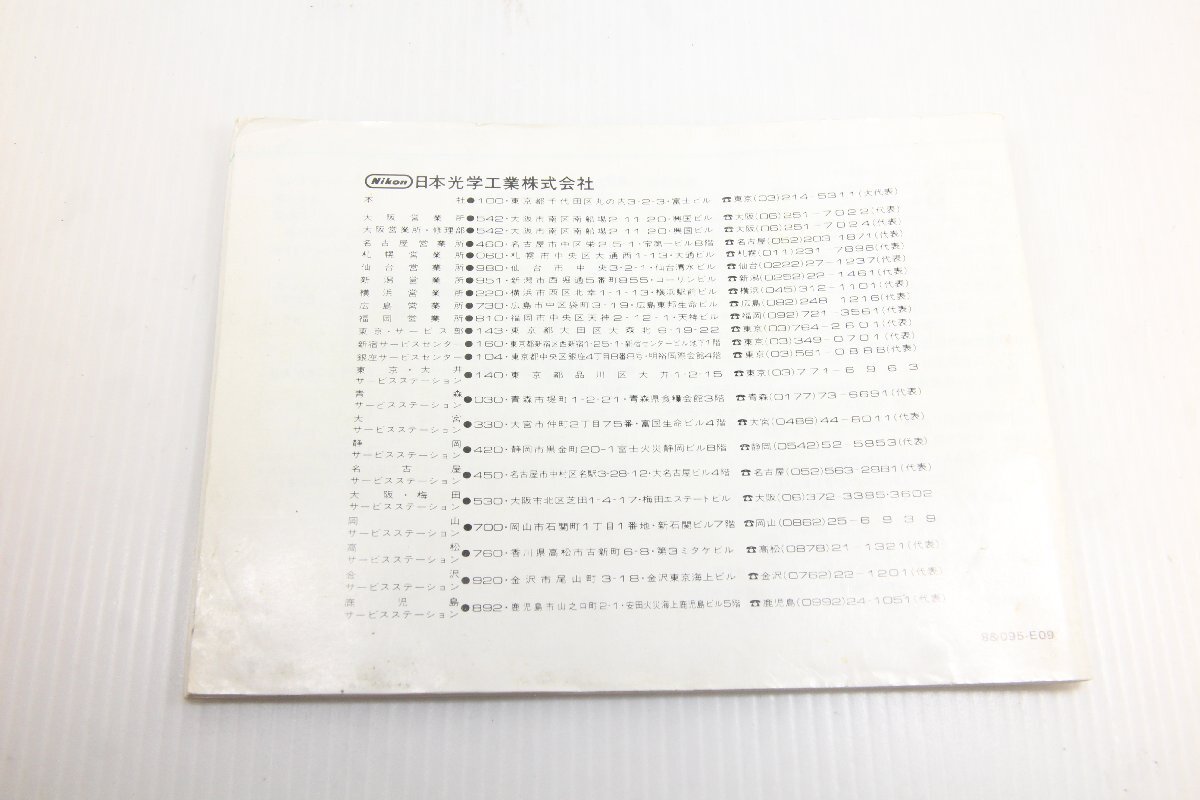 Nikon 日本光学工業株式会社
本社●100・東京都千代田区丸の内3-2-3・富士ビル ☎東京(03)214-5311(大代表)
大阪営業所●542・大阪市南区南船場2-11-20・興国ビル ☎大阪(06)251-7022(代表)
大阪営業所・修理部●542・大阪市南区南船場2-11-20・興国ビル ☎大阪(06)251-7024(代表)
名古屋営業所●460・名古屋市中区栄2-5-1・宝第一ビル8階 ☎名古屋(052)203-1871(代表)
札幌営業所●060・札幌市中央区大通西1-13・大通ビル ☎札幌(011)231-7896(代表)
仙台営業所●980・仙台市中央3-2-1・仙台清水ビル ☎仙台(0222)27-1237(代表)
新潟営業所●951・新潟市西堀通5番町855・コーリンビル ☎新潟(0252)22-1461(代表)
横浜営業所●220・横浜市西区北幸1-1-13・横浜駅前ビル ☎横浜(045)312-1101(代表)
広島営業所●730・広島市中区袋町3-19・広島東邦生命ビル ☎広島(082)248-1216(代表)
福岡営業所●810・福岡市中央区天神2-12-1・天神ビル ☎福岡(092)721-3561(代表)
東京・サービス部●143・東京都大田区大森北6-19-22 ☎東京(03)764-2601(代表)
新宿サービスセンター●160・東京都新宿区西新宿1-25-1・新宿センタービル地下1階 ☎東京(03)349-0701(代表)
銀座サービスセンター●104・東京都中央区銀座4丁目8番8号・明裕国際会館4階 ☎東京(03)561-0886(代表)
東京・大井サービスステーション●140・東京都品川区大井1-2-15 ☎東京(03)771-6963
青森サービスステーション●030・青森市堤町1-2-21・青森県食糧会館3階 ☎青森(0177)73-6691(代表)
大宮サービスステーション●330・大宮市仲町2丁目75番・富国生命ビル4階 ☎大宮(0486)44-6011(代表)
静岡サービスステーション●420・静岡市黒金町20-1富士火災静岡ビル8階 ☎静岡(0542)52-5953(代表)
名古屋サービスステーション●450・名古屋市中村区名駅3-28-12・大名古屋ビル4階 ☎名古屋(052)563-2881(代表)
大阪・梅田サービスステーション●530・大阪市北区芝田1-4-17・梅田エステートビル ☎大阪(06)372-3385・3602
岡山サービスステーション●700・岡山市石関町1丁目1番地・新石関ビル7階 ☎岡山(0862)25-6939
高松サービスステーション●760・香川県高松市古新町6-8・第3ミタケビル ☎高松(0878)21-1321(代表)
金沢サービスステーション●920・金沢市尾山町3-18・金沢東京海上ビル ☎金沢(0762)22-1201(代表)
鹿児島サービスステーション●892・鹿児島市山之口町2-1・安田火災海上鹿児島ビル5階 ☎鹿児島(0992)24-1051(代表)
8S095-E09